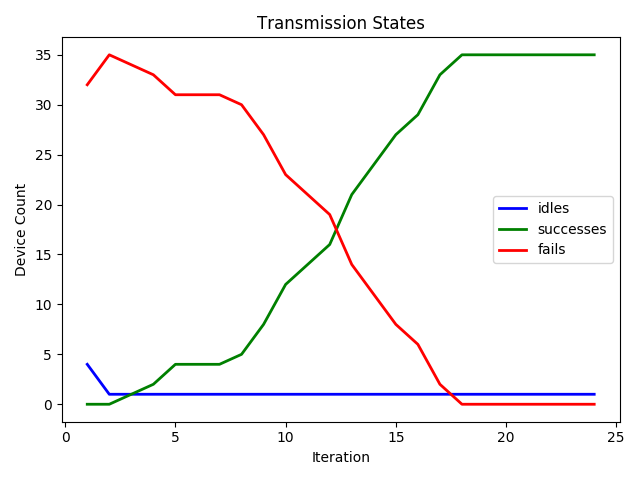 Transmission States
Device Count
35
30
25
20
15
10
5
0
idles
successes
fails
0 5 10 15 20 25
Iteration